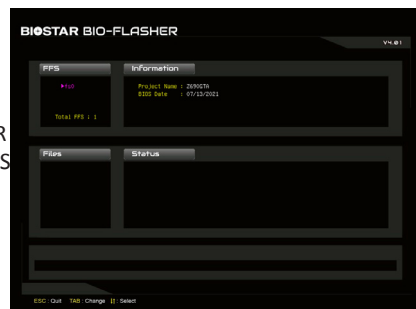 BIOSTAR BIO-FLASHER
V4.01
FFS
Information
Project Name : Z690GTA
BIOS Date : 07/13/2021
Total FFS : 1
R
S
Files
Status
ESC : Quit TAB : Change ↕ : Select